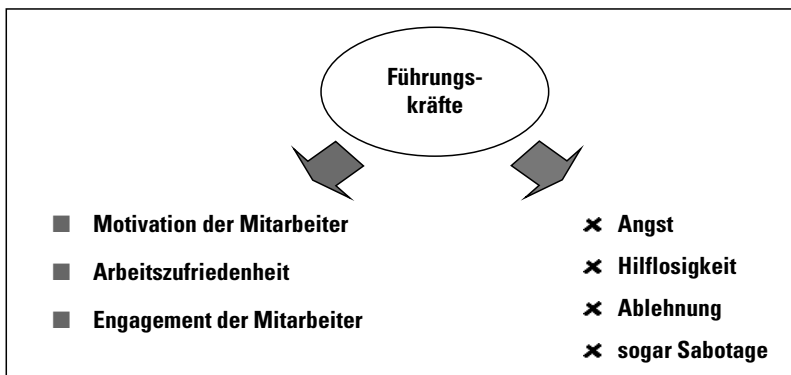 Führungs-
kräfte
Motivation der Mitarbeiter
Arbeitszufriedenheit
Engagement der Mitarbeiter
Angst
Hilflosigkeit
Ablehnung
sogar Sabotage